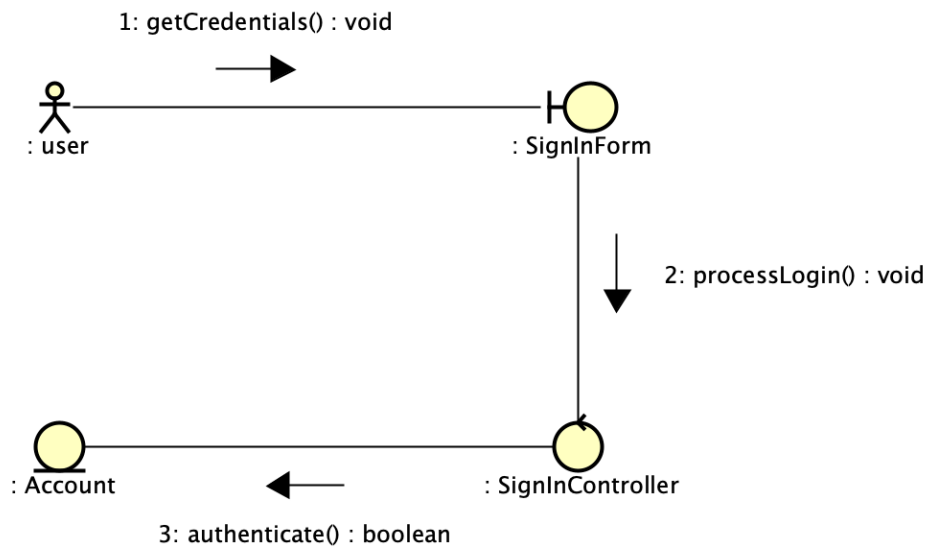 1: getCredentials() : void
: user
: SignInForm
2: processLogin() : void
: Account
: SignInController
3: authenticate() : boolean